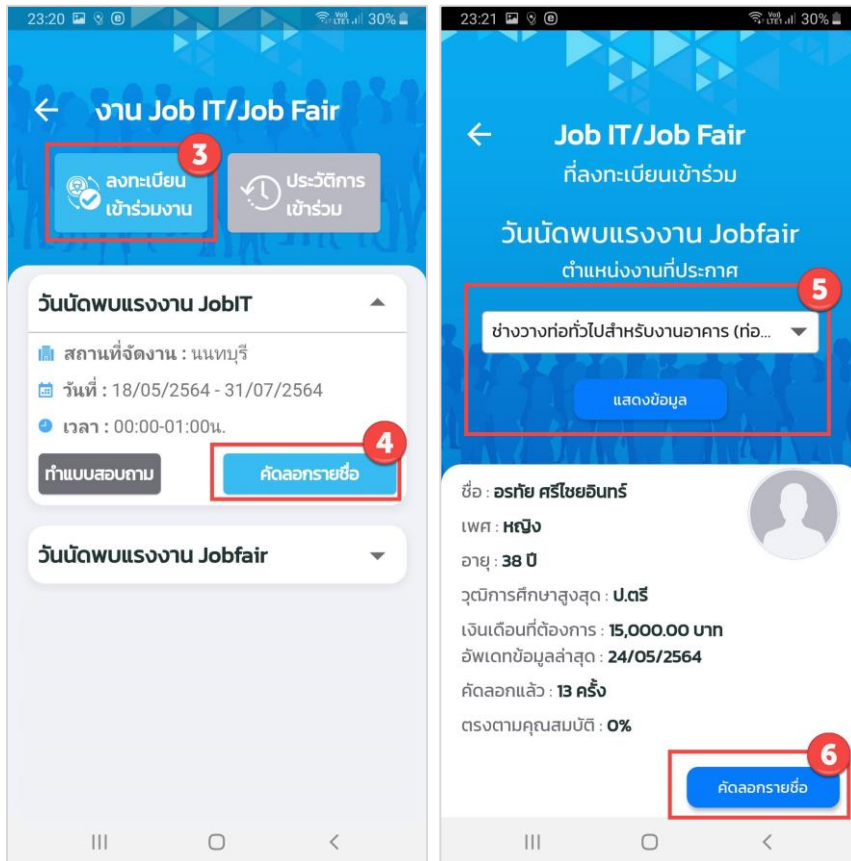 23:20
30%
งาน Job IT/Job Fair
3
ลงทะเบียน
เข้าร่วมงาน
ประวัติการ
เข้าร่วม
วันนัดพบแรงงาน JobIT
สถานที่จัดงาน : นนทบุรี
วันที่ : 18/05/2564 - 31/07/2564
เวลา : 00:00-01:00น.
4
ทำแบบสอบถาม
คัดลอกรายชื่อ
วันนัดพบแรงงาน Jobfair
23:21
30%
Job IT/Job Fair
ที่ลงทะเบียนเข้าร่วม
วันนัดพบแรงงาน Jobfair
ตำแหน่งงานที่ประกาศ
5
ช่างวางท่อทั่วไปสำหรับงานอาคาร (ท่อ...
แสดงข้อมูล
ชื่อ : อรทัย ศรีไชยอินทร์
เพศ : หญิง
อายุ : 38 ปี
วุฒิการศึกษาสูงสุด : ป.ตรี
เงินเดือนที่ต้องการ : 15,000.00 บาท
อัพเดทข้อมูลล่าสุด : 24/05/2564
คัดลอกแล้ว : 13 ครั้ง
ตรงตามคุณสมบัติ : 0%
6
คัดลอกรายชื่อ